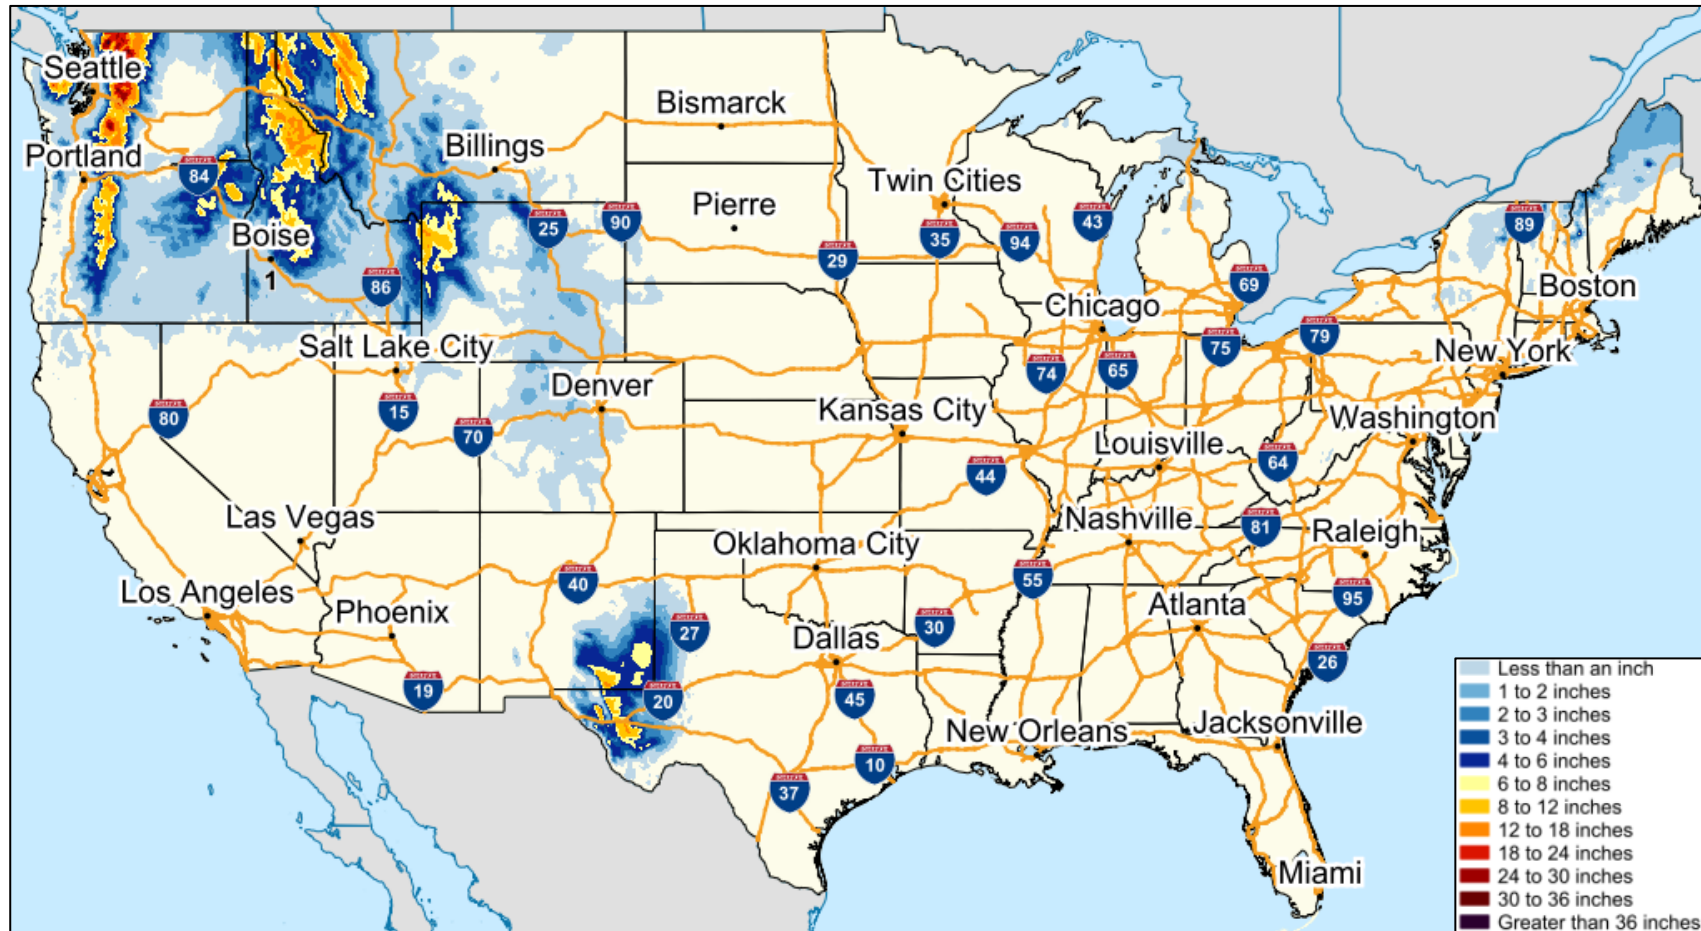 Seattle
Bismarck
Billings
Portland
84
Twin Cities
Pierre
Boise
25
90
43
35
94
89
29
1
86
69
Boston
Chicago
Salt Lake City
79
75
New York
Denver
74
65
15
80
Kansas City
Washington
70
Louisville
64
44
Las Vegas
Nashville
81
Raleigh
Oklahoma City
40
55
Los Angeles
Phoenix
95
Atlanta
27
30
Dallas
26
19
20
45
Jacksonville
New Orleans
10
37
Miami
Less than an inch
1 to 2 inches
2 to 3 inches
3 to 4 inches
4 to 6 inches
6 to 8 inches
8 to 12 inches
12 to 18 inches
18 to 24 inches
24 to 30 inches
30 to 36 inches
Greater than 36 inches